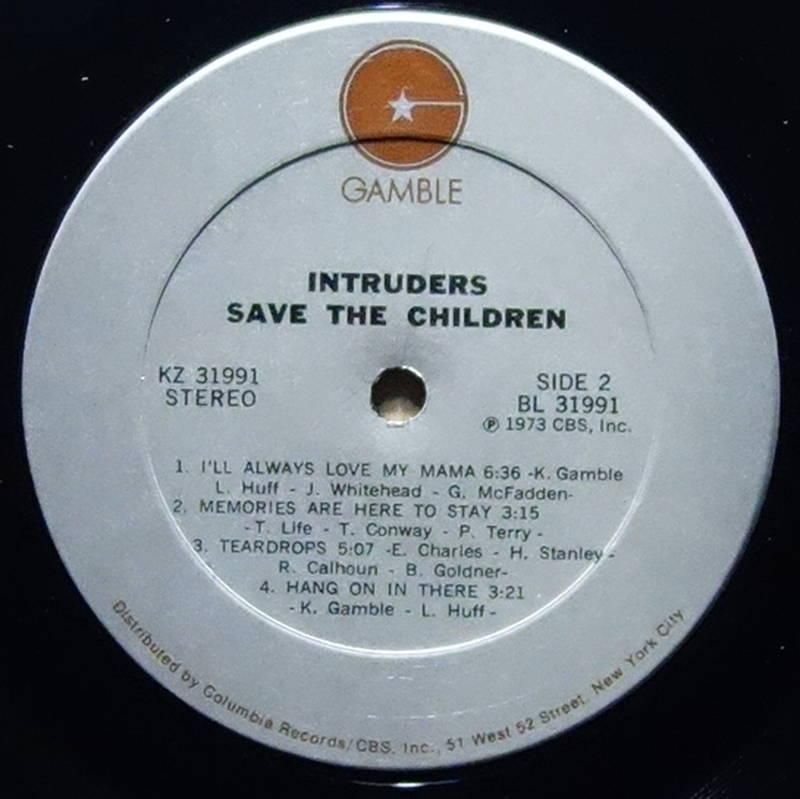 GAMBLE
INTRUDERS
SAVE THE CHILDREN
KZ 31991
STEREO
SIDE 2
BL 31991
Ⓟ 1973 CBS, Inc.
1. I'LL ALWAYS LOVE MY MAMA 6:36 -K. Gamble
L. Huff - J. Whitehead - G. McFadden-
2. MEMORIES ARE HERE TO STAY 3:15
-T. Life - T. Conway - P. Terry-
3. TEARDROPS 5:07 -E. Charles - H. Stanley-
R. Calhoun - B. Goldner-
4. HANG ON IN THERE 3:21
-K. Gamble - L. Huff-
Distributed by Columbia Records/CBS, Inc., 51 West 52 Street, New York City